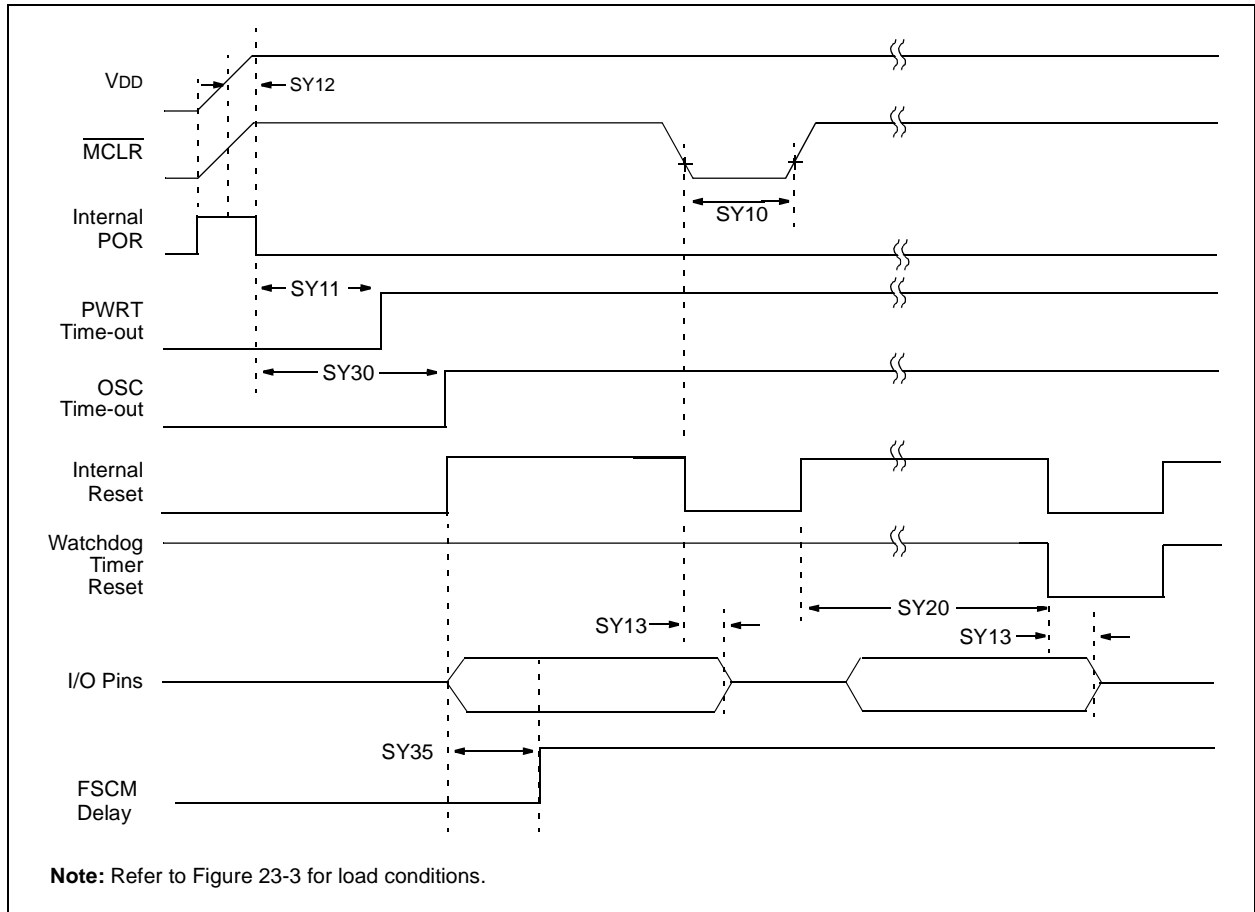 VDD
SY12
MCLR
SY10
Internal
POR
SY11
PWRT
Time-out
SY30
OSC
Time-out
Internal
Reset
Watchdog
Timer
Reset
SY20
SY13
SY13
I/O Pins
SY35
FSCM
Delay
Note: Refer to Figure 23-3 for load conditions.